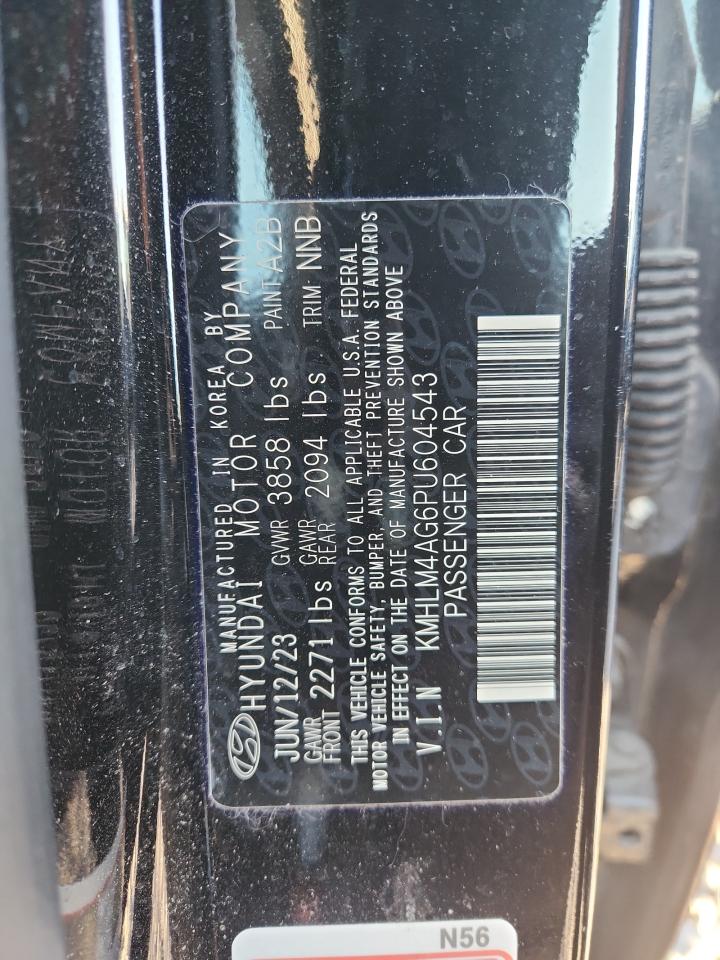 MANUFACTURED IN KOREA BY
HYUNDAI MOTOR COMPANY
JUN/12/23 GVWR 3858 lbs PAINT A2B
GAWR FRONT 2271 lbs GAWR REAR 2094 lbs TRIM NNB
THIS VEHICLE CONFORMS TO ALL APPLICABLE U.S.A. FEDERAL
MOTOR VEHICLE SAFETY, BUMPER, AND THEFT PREVENTION STANDARDS
IN EFFECT ON THE DATE OF MANUFACTURE SHOWN ABOVE
V.I.N KMHLM4AG6PU604543
PASSENGER CAR
N56